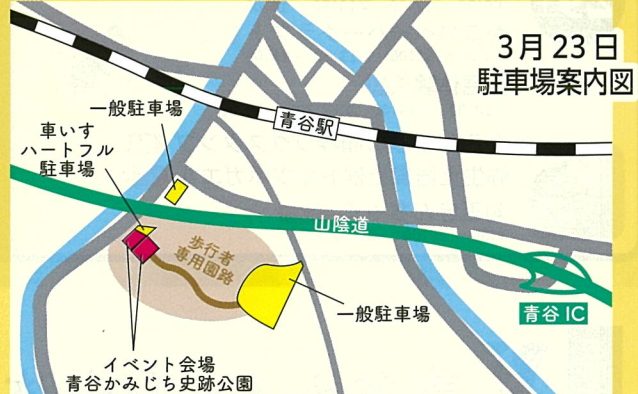 3月23日
駐車場案内図
一般駐車場
青谷駅
車いす
ハートフル
駐車場
山陰道
歩行者
専用園路
青谷IC
一般駐車場
イベント会場
青谷かみじち史跡公園